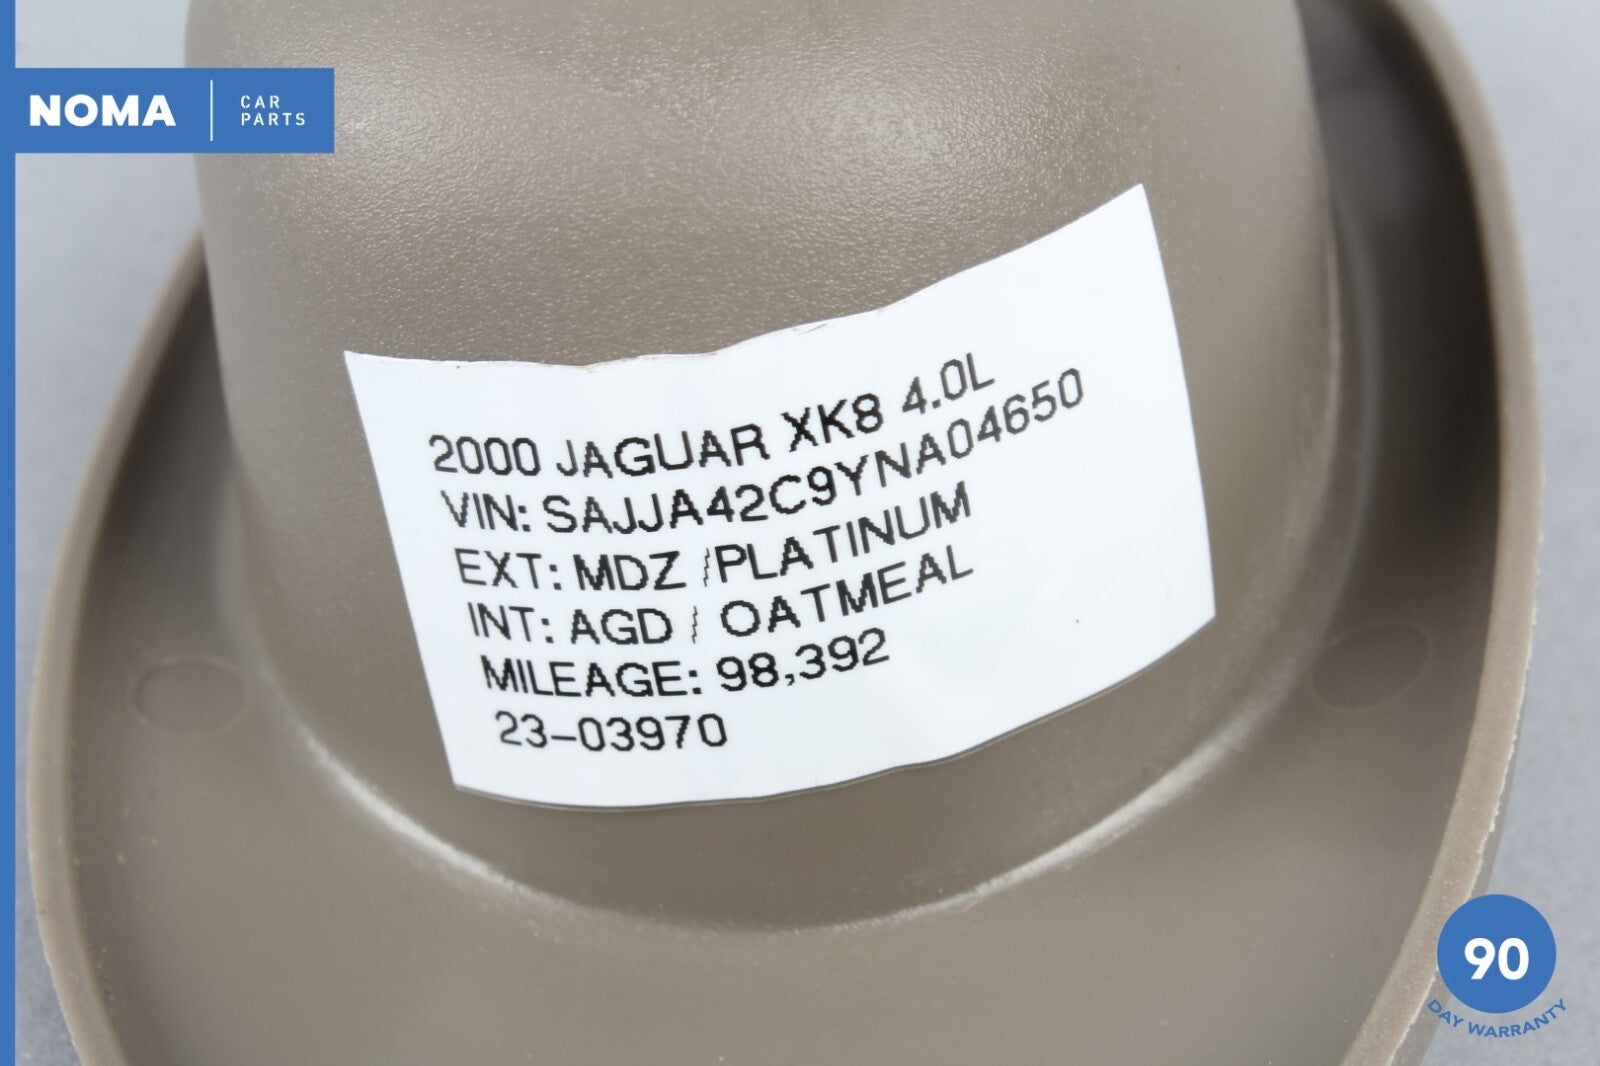 NOMA
CAR
PARTS
2000 JAGUAR XK8 4.0L
VIN: SAJJA42C9YNA04650
EXT: MDZ / PLATINUM
INT: AGD / OATMEAL
MILEAGE: 98,392
23-03970
90
DAY WARRANTY